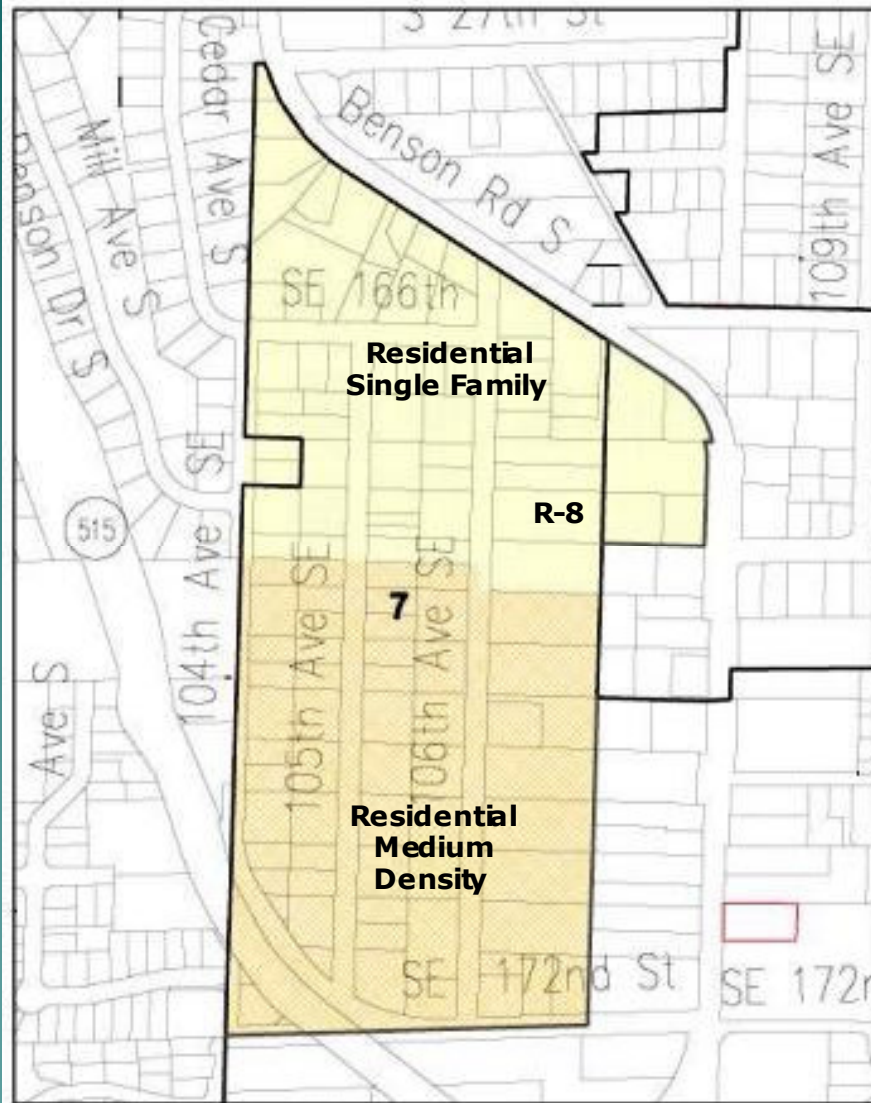 S 27th St
Cedar Ave S
Mill Ave S
Benson Dr S
Benson Rd S
109th Ave SE
SE 166th
Residential
Single Family
R-8
515
104th Ave SE
105th Ave SE
7
106th Ave SE
Ave S
Residential
Medium
Density
SE 172nd St
SE 172n